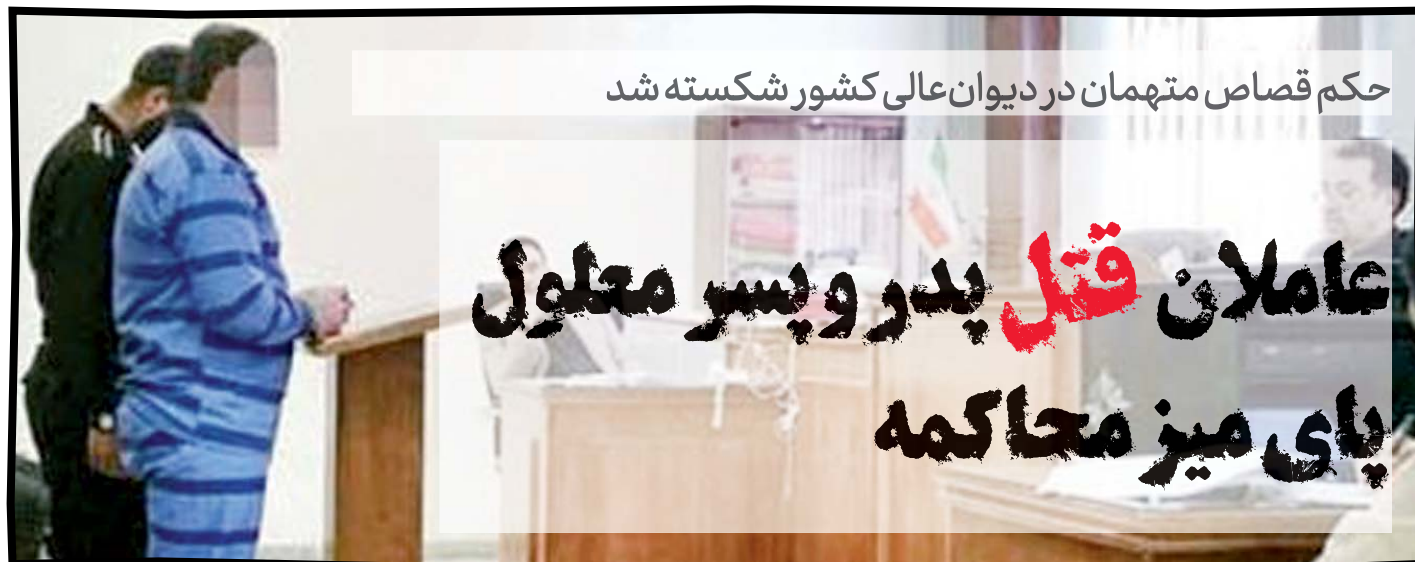 حکم قصاص متهمان در دیوان‌عالی کشور شکسته شد
عاملان قتل پدر و پسر معلول
پای میز محاکمه